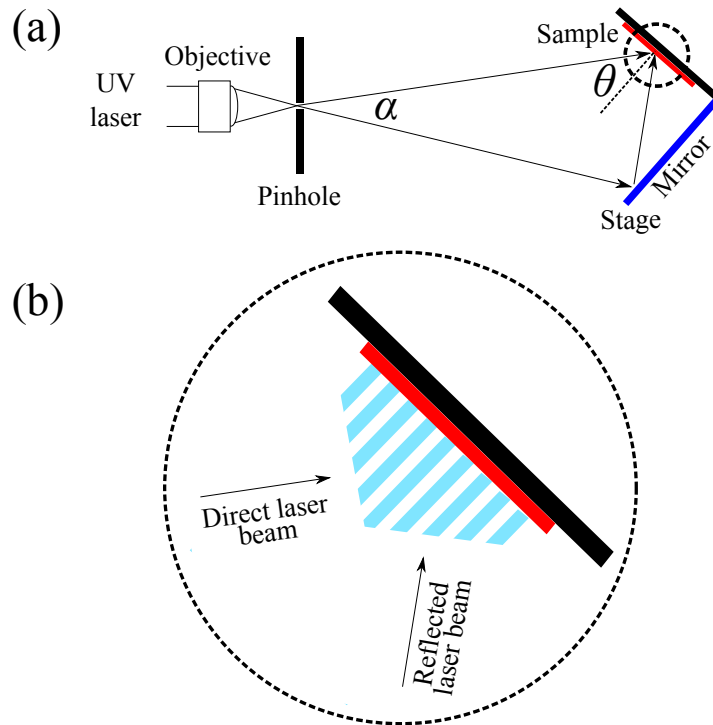 (a)
Objective
UV
laser
α
Pinhole
Sample
θ
Mirror
Stage
(b)
Direct laser
beam
Reflected
laser beam